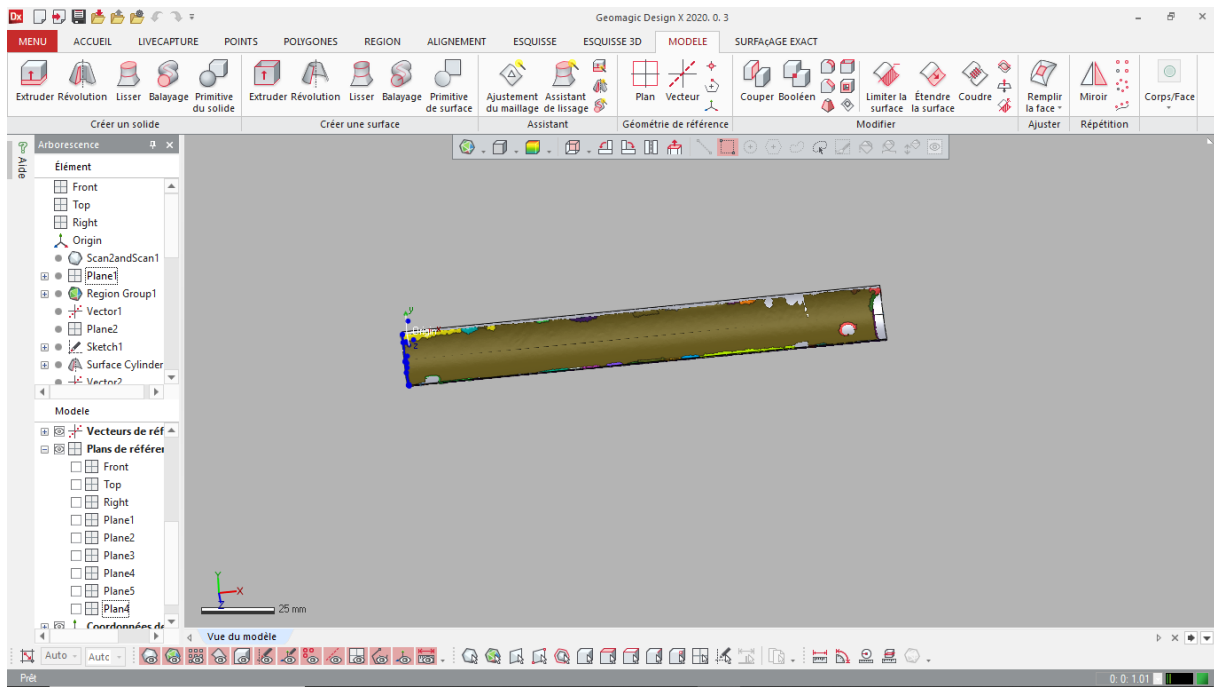 Dx
Geomagic Design X 2020. 0. 3
MENU ACCUEIL LIVECAPTURE POINTS POLYGONES REGION ALIGNEMENT ESQUISSE ESQUISSE 3D MODELE SURFAçAGE EXACT
Extruder Révolution Lisser Balayage Primitive du solide
Créer un solide
Extruder Révolution Lisser Balayage Primitive de surface
Créer une surface
Ajustement du maillage Assistant de lissage
Assistant
Plan Vecteur
Géométrie de référence
Couper Booléen Limiter la surface Étendre la surface Coudre
Modifier
Remplir la face
Ajuster
Miroir
Répétition
Corps/Face
Aide
Arborescence
Élément
Front
Top
Right
Origin
Scan2andScan1
Plane1
Region Group1
Vector1
Plane2
Sketch1
Surface Cylinder
Vector2
Modele
Vecteurs de réf
Plans de référer
Front
Top
Right
Plane1
Plane2
Plane3
Plane4
Plane5
Plan4
Coordonnées de
Origin
Y
X
Z
25 mm
Vue du modèle
Auto Autc
Prêt
0: 0: 1.01